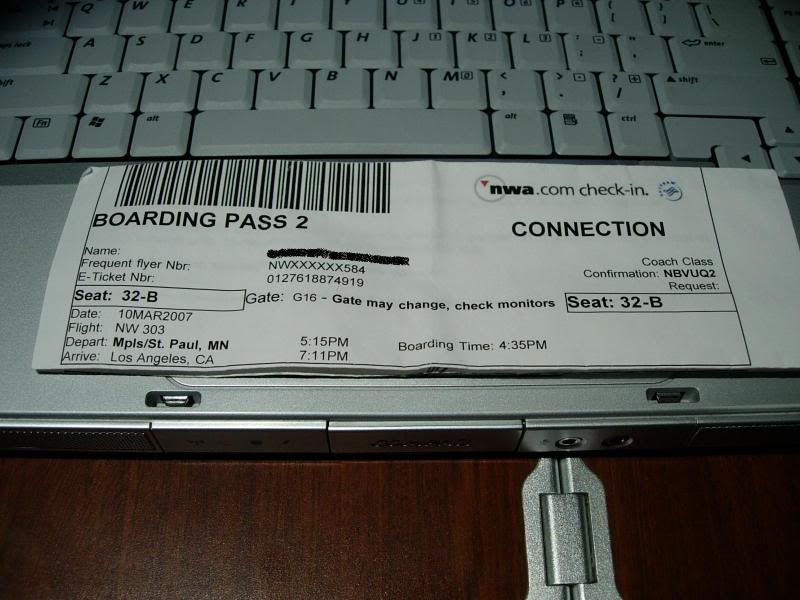 Q W E R T Y U I O P
caps lock A S D F G H J K L : ; " ' enter
shift Z X C V B N M < , > . ? / shift
Fn alt alt ctrl
nwa.com check-in.
BOARDING PASS 2
CONNECTION
Name:
Frequent flyer Nbr: NWXXXXXX584
Coach Class
E-Ticket Nbr: 0127618874919
Confirmation: NBVUQ2
Request:
Seat: 32-B
Gate: G16 - Gate may change, check monitors
Seat: 32-B
Date: 10MAR2007
Flight: NW 303
Depart: Mpls/St. Paul, MN 5:15PM
Boarding Time: 4:35PM
Arrive: Los Angeles, CA 7:11PM